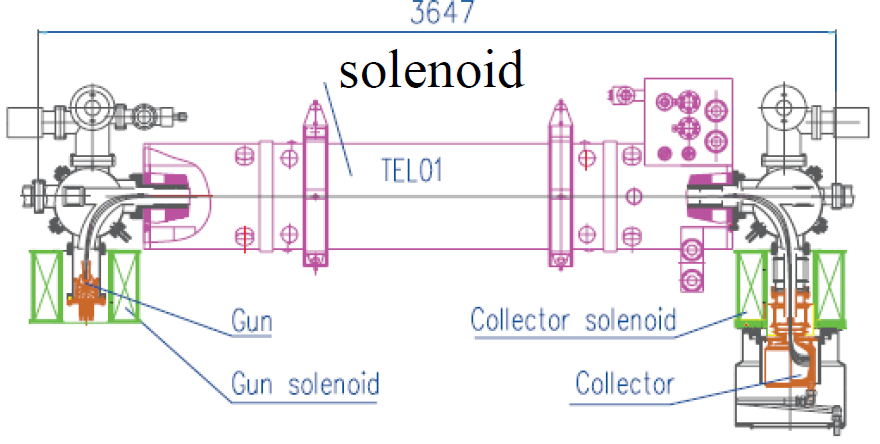 3647
solenoid
TEL01
Gun
Collector solenoid
Gun solenoid
Collector